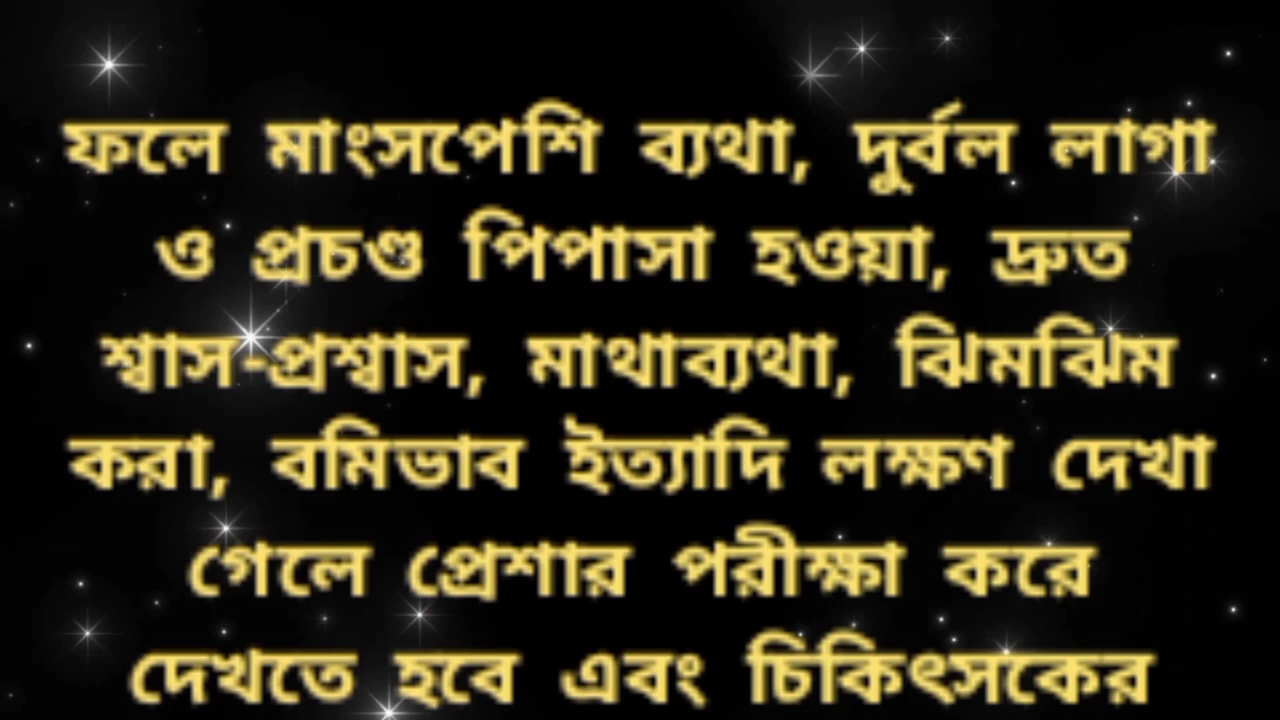 ফলে মাংসপেশি ব্যথা, দুর্বল লাগা
ও প্রচণ্ড পিপাসা হওয়া, দ্রুত
শ্বাস-প্রশ্বাস, মাথাব্যথা, ঝিমঝিম
করা, বমিভাব ইত্যাদি লক্ষণ দেখা
গেলে প্রেশার পরীক্ষা করে
দেখতে হবে এবং চিকিৎসকের